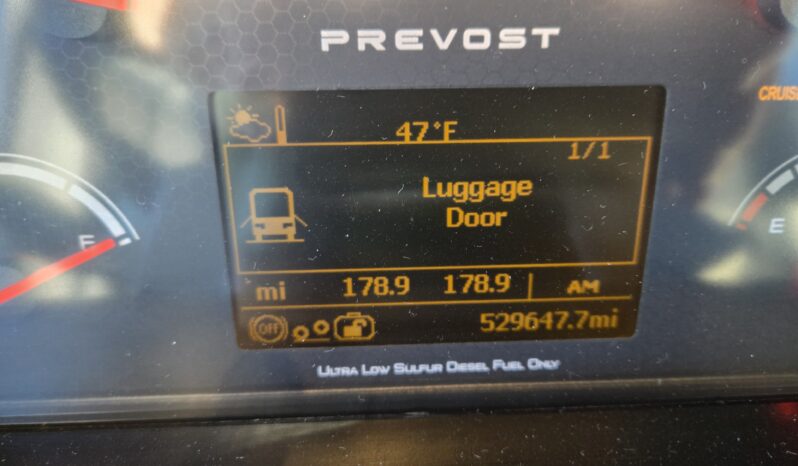 PREVOST
CRUISE
47°F
1/1
Luggage
Door
F
E
mi 178.9 178.9 AM
OFF 529647.7mi
ULTRA LOW SULFUR DIESEL FUEL ONLY